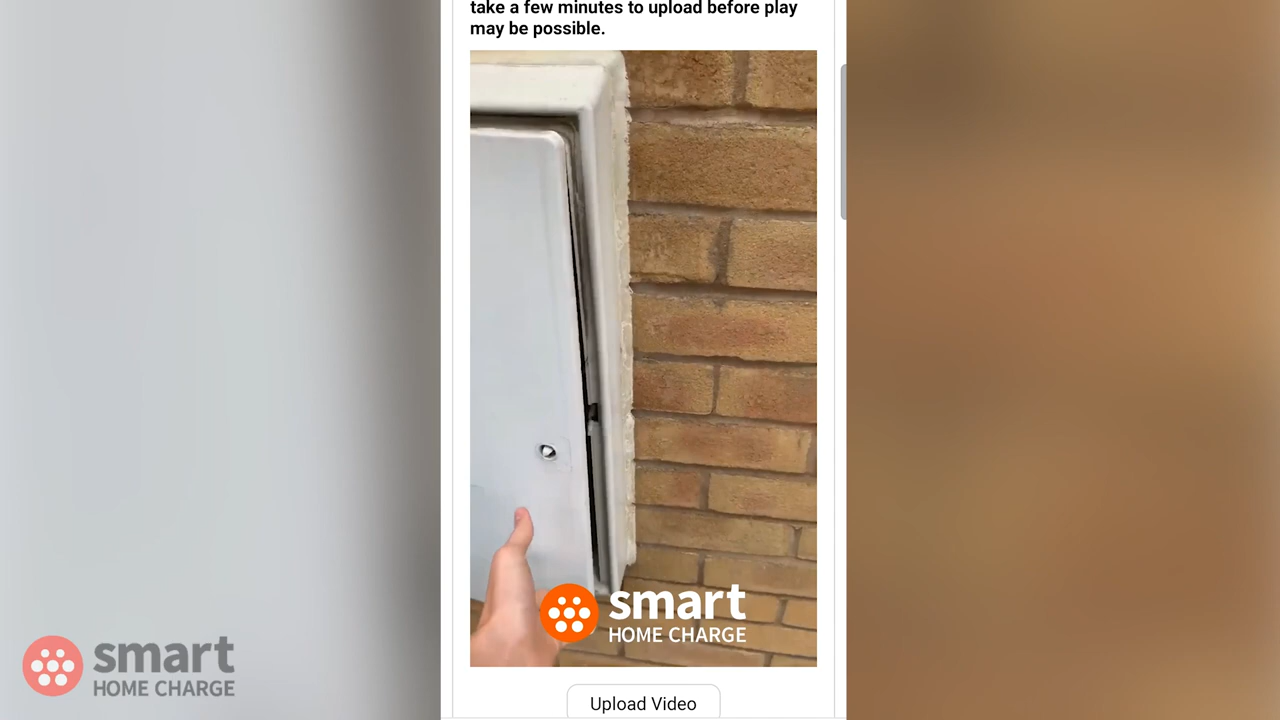 take a few minutes to upload before play
may be possible.
smart
HOME CHARGE
smart
HOME CHARGE
Upload Video